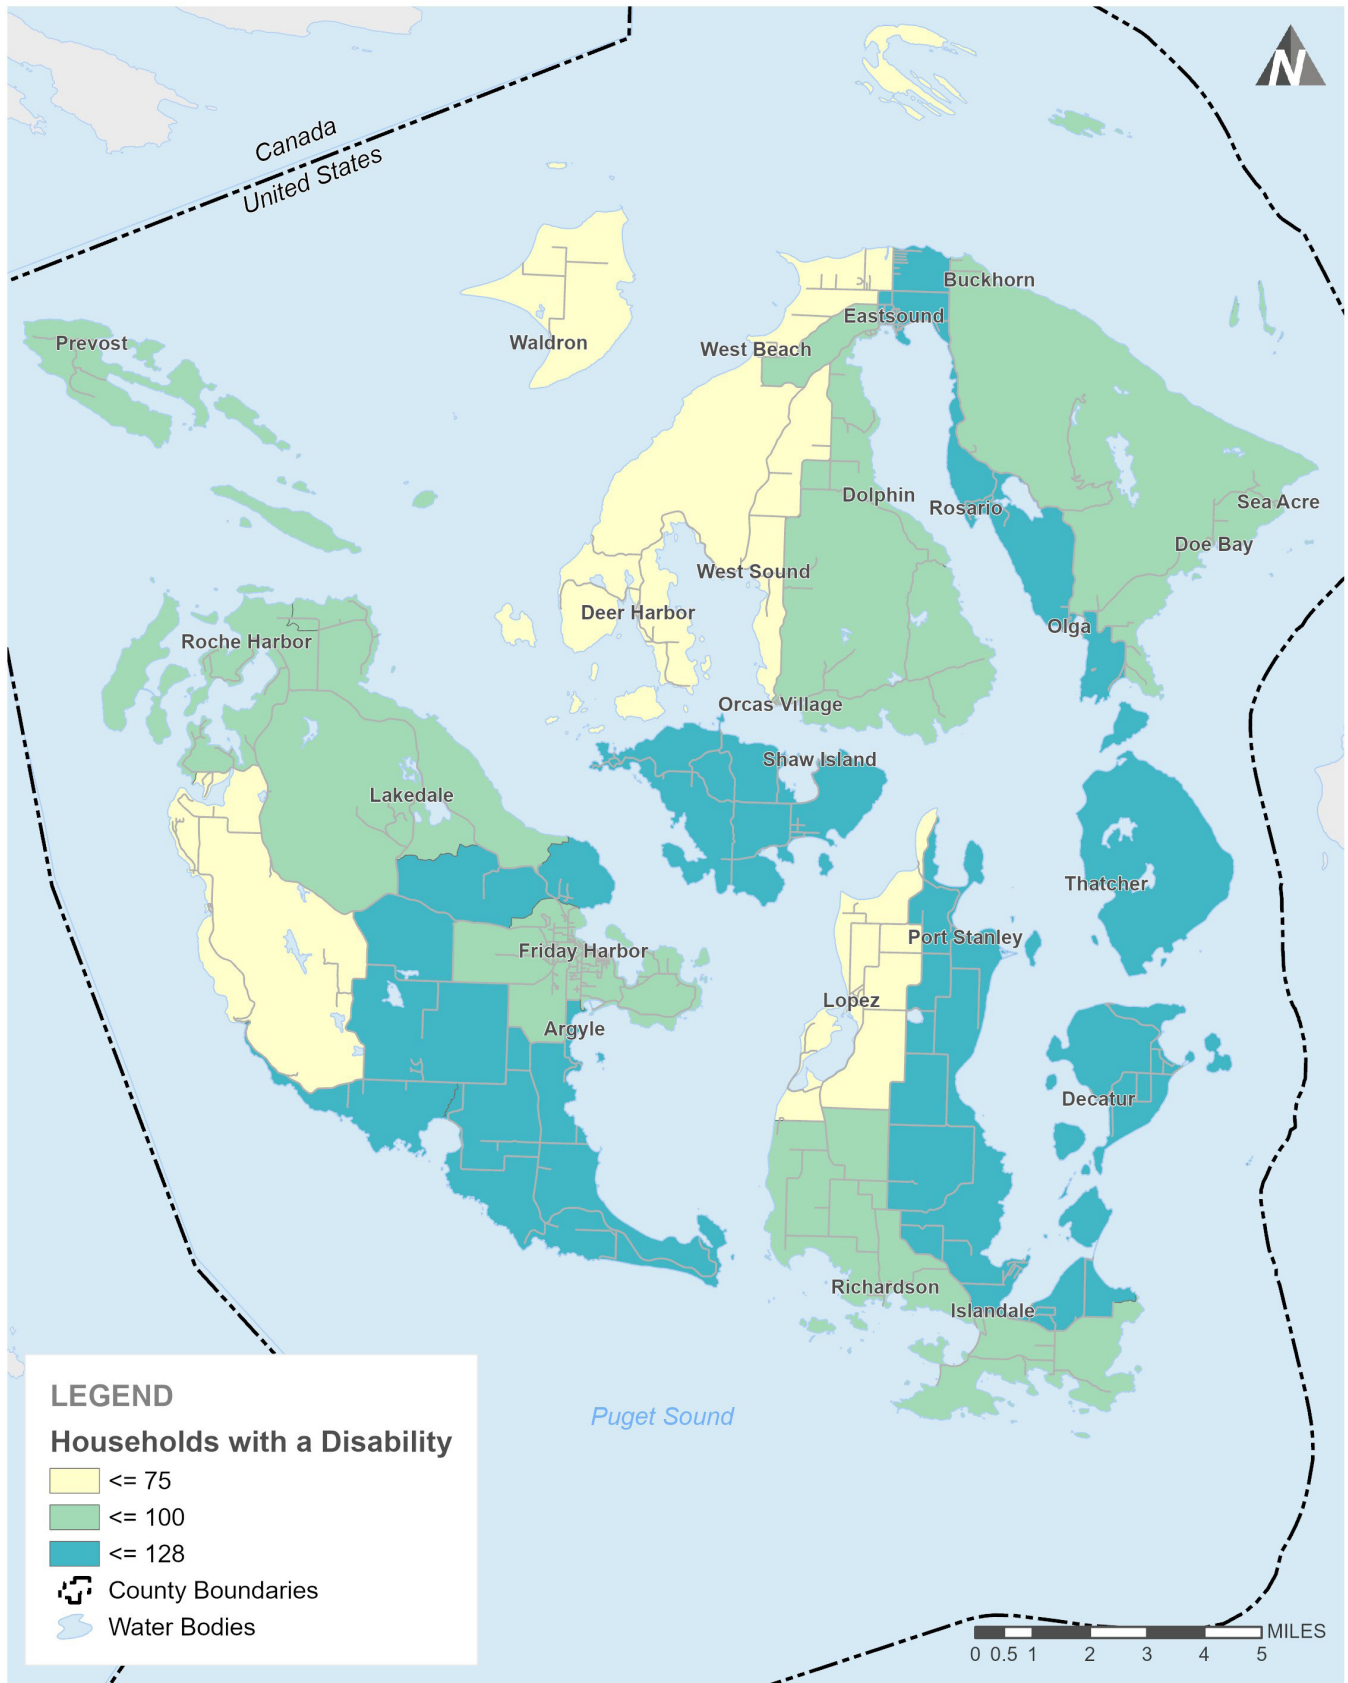 N
Canada
United States
Buckhorn
Eastsound
Prevost
Waldron
West Beach
Dolphin
Rosario
Sea Acre
Doe Bay
West Sound
Deer Harbor
Olga
Roche Harbor
Orcas Village
Shaw Island
Lakedale
Thatcher
Port Stanley
Friday Harbor
Lopez
Argyle
Decatur
Richardson
Islandale
Puget Sound
LEGEND
Households with a Disability
<= 75
<= 100
<= 128
County Boundaries
Water Bodies
MILES
0 0.5 1 2 3 4 5